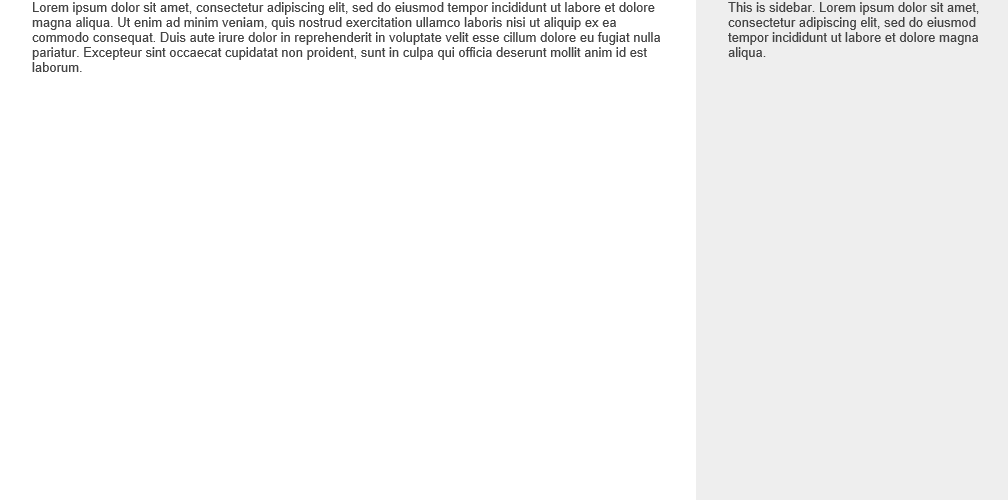 Lorem ipsum dolor sit amet, consectetur adipiscing elit, sed do eiusmod tempor incididunt ut labore et dolore
magna aliqua. Ut enim ad minim veniam, quis nostrud exercitation ullamco laboris nisi ut aliquip ex ea
commodo consequat. Duis aute irure dolor in reprehenderit in voluptate velit esse cillum dolore eu fugiat nulla
pariatur. Excepteur sint occaecat cupidatat non proident, sunt in culpa qui officia deserunt mollit anim id est
laborum.
This is sidebar. Lorem ipsum dolor sit amet,
consectetur adipiscing elit, sed do eiusmod
tempor incididunt ut labore et dolore magna
aliqua.